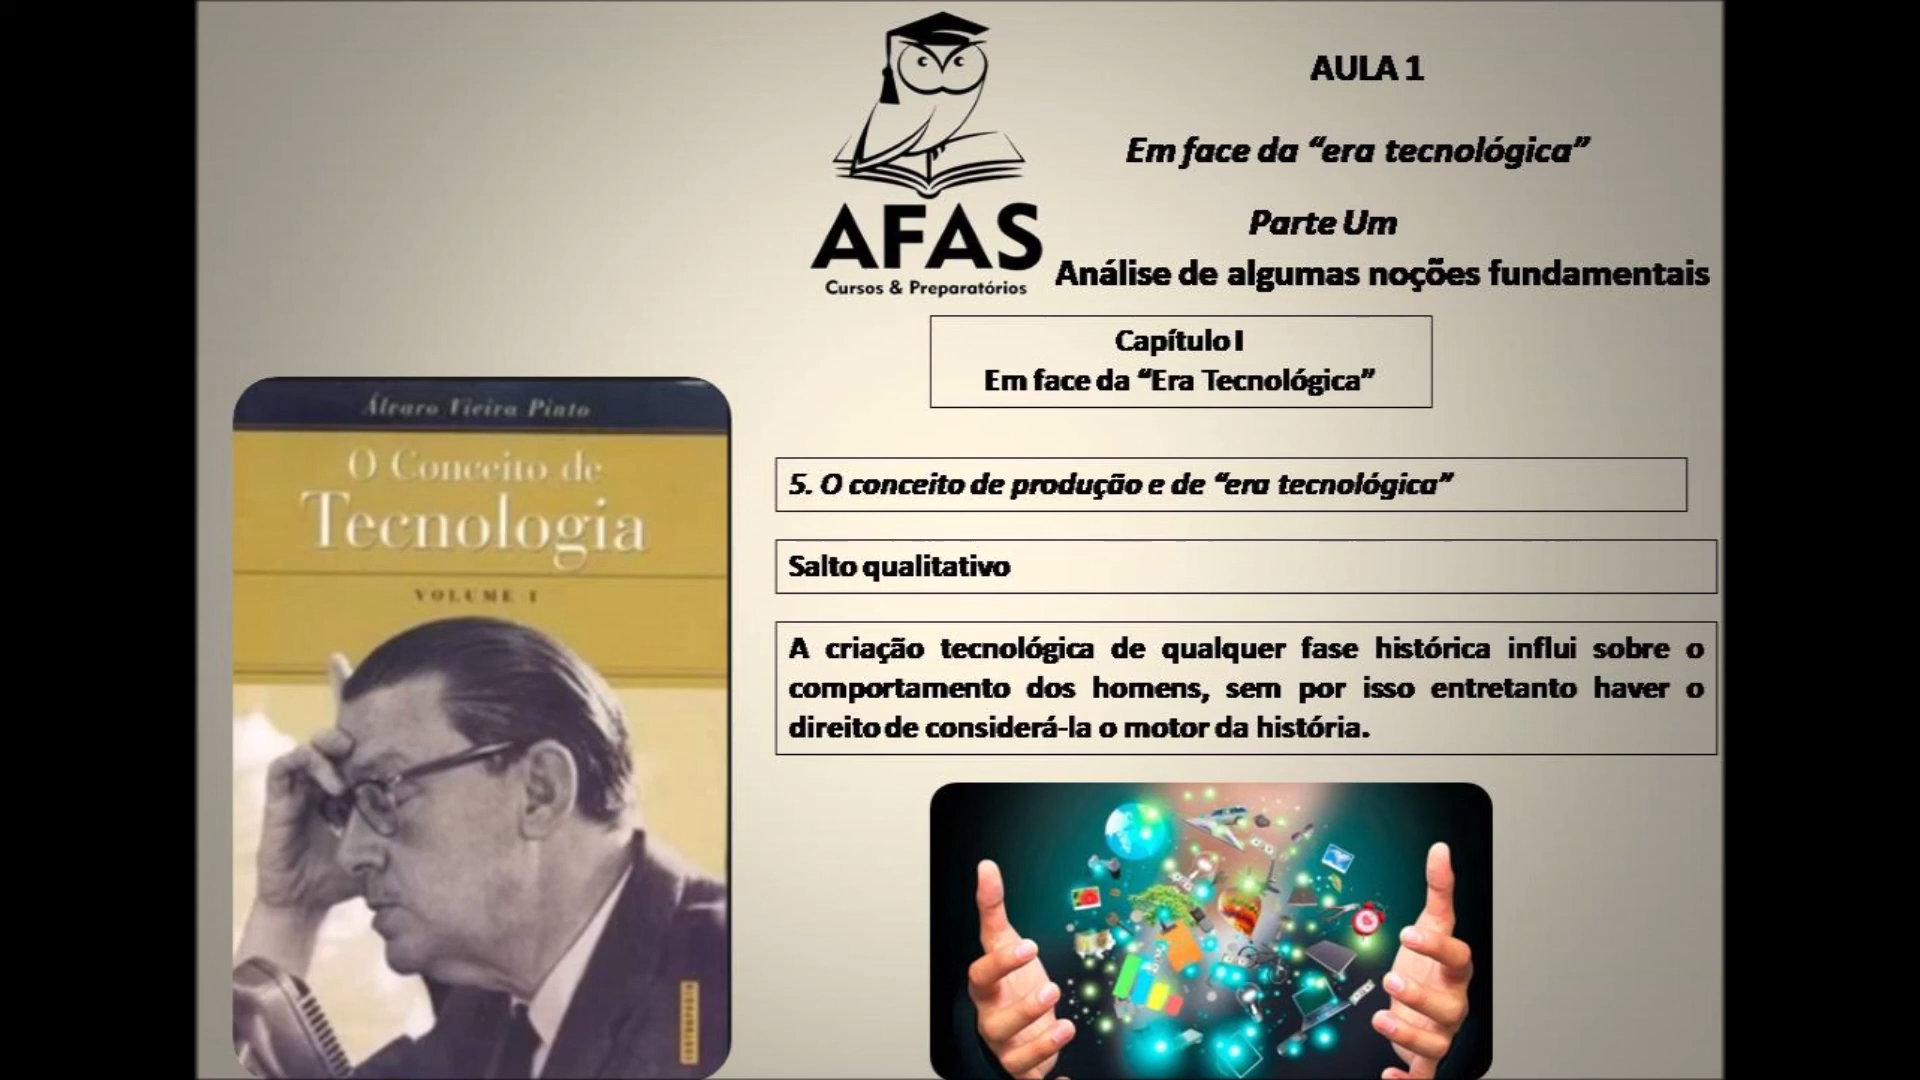 AULA 1
Em face da “era tecnológica”
Parte Um
AFAS
Cursos & Preparatórios
Análise de algumas noções fundamentais
Capítulo I
Em face da “Era Tecnológica”
Álvaro Vieira Pinto
O Conceito de
Tecnologia
VOLUME I
CONTRAPONTO
5. O conceito de produção e de “era tecnológica”
Salto qualitativo
A criação tecnológica de qualquer fase histórica influi sobre o
comportamento dos homens, sem por isso entretanto haver o
direito de considerá-la o motor da história.